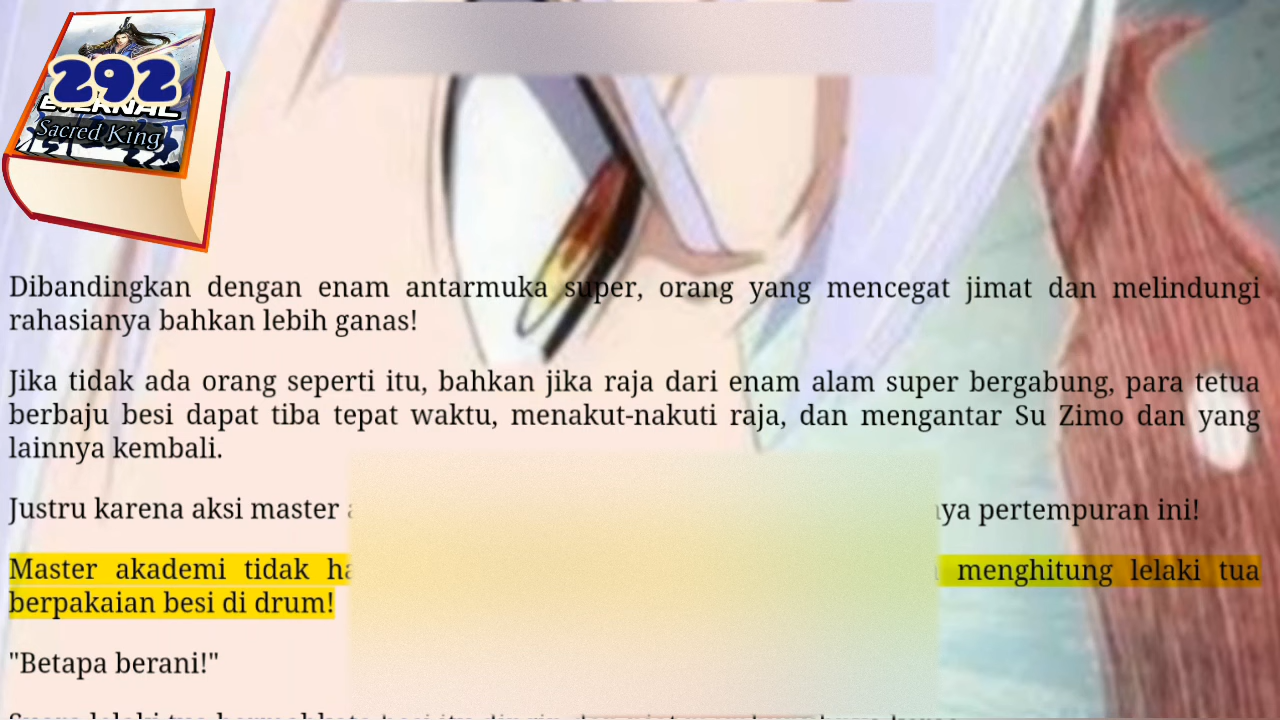 292
ETERNAL
Sacred King
Dibandingkan dengan enam antarmuka super, orang yang mencegat jimat dan melindungi
rahasianya bahkan lebih ganas!
Jika tidak ada orang seperti itu, bahkan jika raja dari enam alam super bergabung, para tetua
berbaju besi dapat tiba tepat waktu, menakut-nakuti raja, dan mengantar Su Zimo dan yang
lainnya kembali.
Justru karena aksi master pertempuran ini!
Master akademi tidak menghitung lelaki tua
berpakaian besi di drum!
"Betapa berani!"